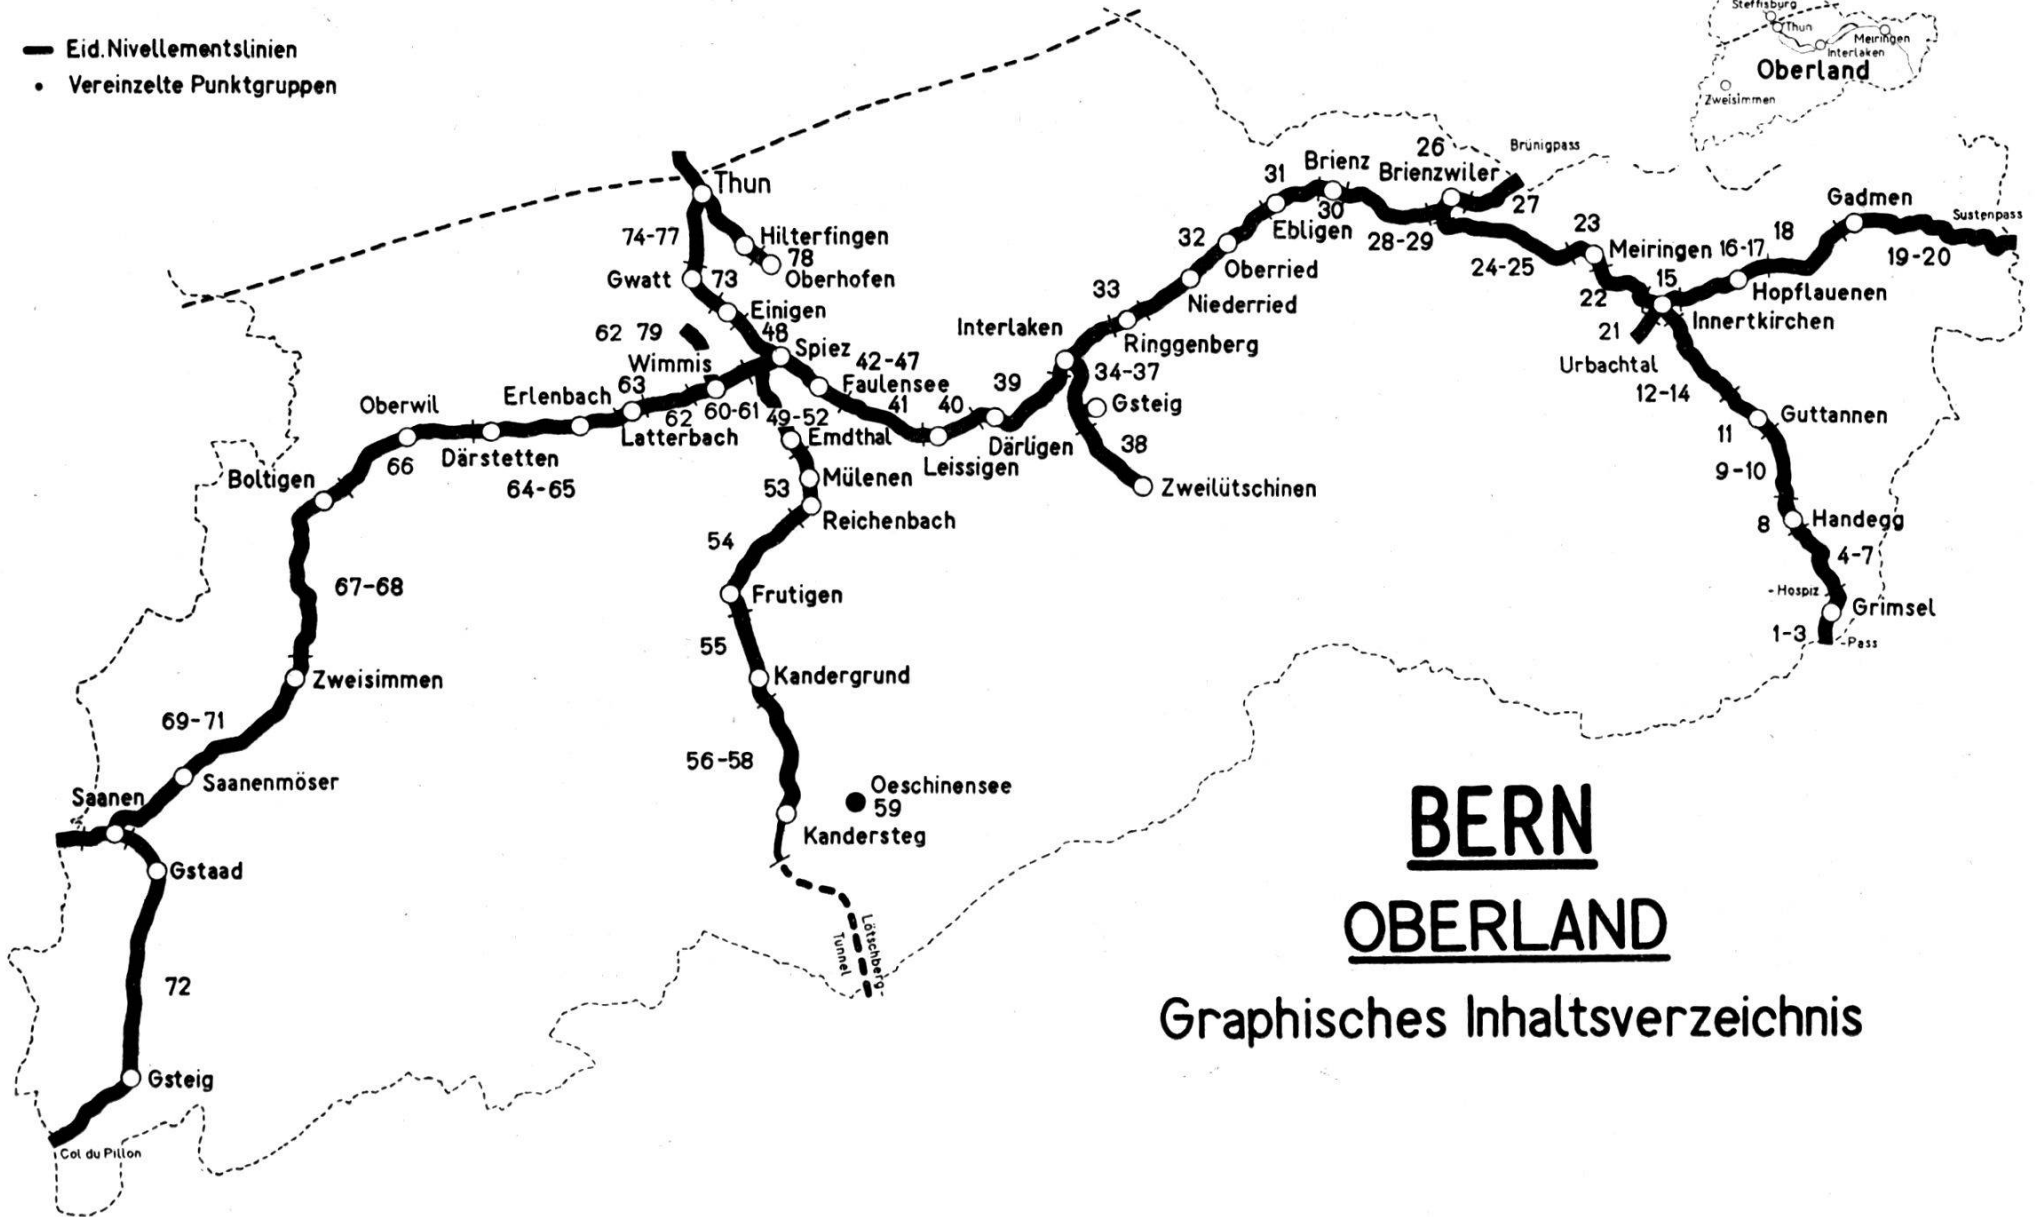 Eid. Nivellementslinien
Vereinzelte Punktgruppen
Steffisburg
Thun
Meiringen
Interlaken
Oberland
Zweisimmen
Brünigpass
26
Brienz
Brienzwiler
31
30
27
Ebligen
28-29
Thun
74-77
Hilterfingen
78
Oberhofen
Gwatt
73
Einigen
32
Oberried
Niederried
33
23
Meiringen
16-17
18
Gadmen
Sustenpass
19-20
24-25
15
Hopflauenen
22
Innertkirchen
21
Urbachtal
12-14
Interlaken
Ringgenberg
34-37
62 79
48
Spiez
42-47
Wimmis
Faulensee
39
Gsteig
Erlenbach
63
62
60-61
49-52
41
40
Oberwil
Latterbach
Emdthal
Därligen
38
Guttannen
11
66
Därstetten
Leissigen
9-10
Boltigen
64-65
53
Mülenen
Zweilütschinen
Reichenbach
8
Handegg
54
4-7
67-68
Frutigen
-Hospiz
Grimsel
1-3
-Pass
55
Zweisimmen
Kandergrund
69-71
56-58
Saanenmöser
Oeschinensee
59
Saanen
Kandersteg
Gstaad
Lötschberg-
Tunnel
72
Gsteig
Col du Pillon
BERN
OBERLAND
Graphisches Inhaltsverzeichnis